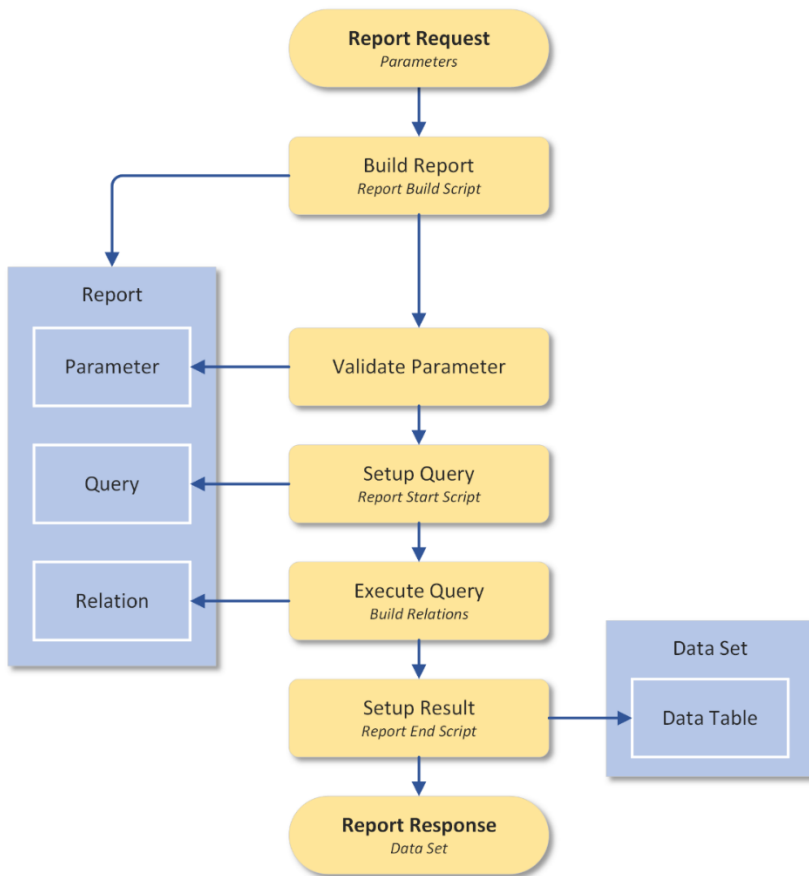 Report Request
Parameters
Build Report
Report Build Script
Report
Parameter
Validate Parameter
Query
Setup Query
Report Start Script
Relation
Execute Query
Build Relations
Data Set
Setup Result
Report End Script
Data Table
Report Response
Data Set